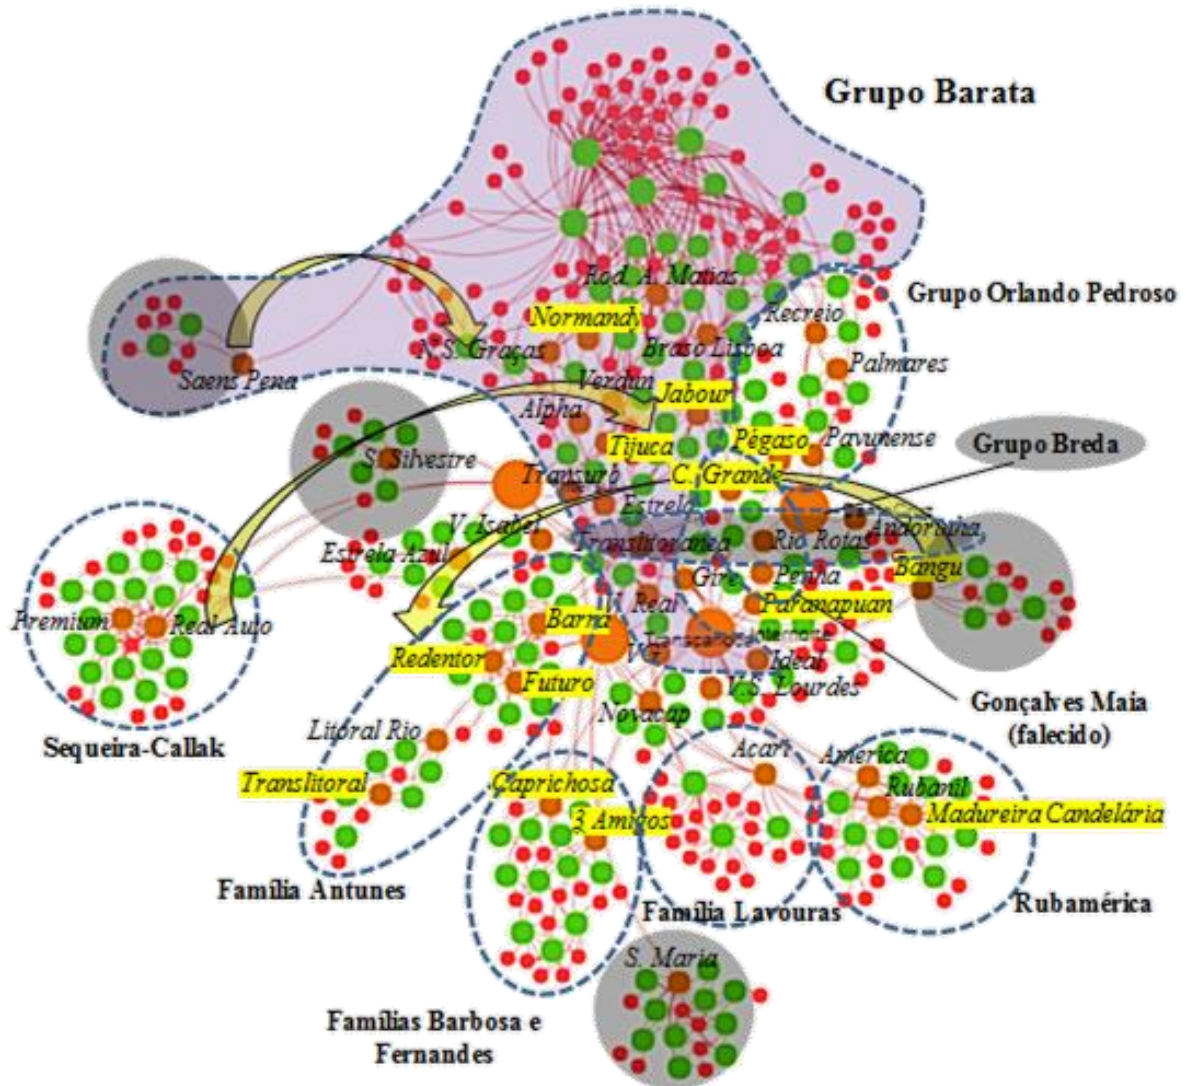 Grupo Barata
Rod. A. Matias
Grupo Orlando Pedroso
Normandy
Recreio
N.S. Graças
Braso Lisboa
Palmares
Saens Pena
Verdun
Jabour
Alpha
Tijuca
Pégaso
Pavunense
Grupo Breda
S. Silvestre
Transurb
C. Grande
Estrela
V. Isabel
Andorinha
Estrela Azul
Translitorânea
Rio Rotas
Bangu
Gire
Penha
Premium
Real Auto
Barra
V. Real
Paranapuan
Redentor
VG
Ideal
Futuro
V.S. Lourdes
Gonçalves Maia
(falecido)
Novacap
Sequeira-Callak
Litoral Rio
Acari
América
Translitoral
Caprichosa
Rubanil
Madureira Candelária
3 Amigos
Família Antunes
Família Lavouras
Rubamérica
S. Maria
Famílias Barbosa e
Fernandes